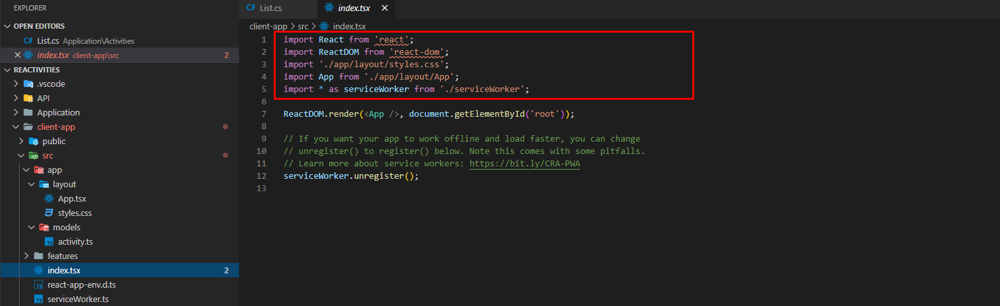 EXPLORER
OPEN EDITORS
C# List.cs Application\Activities
index.tsx client-app\src 2
REACTIVITIES
.vscode
API
Application
client-app
public
src
app
layout
App.tsx
styles.css
models
TS activity.ts
features
index.tsx 2
TS react-app-env.d.ts
TS serviceWorker.ts
C# List.cs
index.tsx
client-app > src > index.tsx
1 import React from 'react';
2 import ReactDOM from 'react-dom';
3 import './app/layout/styles.css';
4 import App from './app/layout/App';
5 import * as serviceWorker from './serviceWorker';
6
7 ReactDOM.render(<App />, document.getElementById('root'));
8
9 // If you want your app to work offline and load faster, you can change
10 // unregister() to register() below. Note this comes with some pitfalls.
11 // Learn more about service workers: https://bit.ly/CRA-PWA
12 serviceWorker.unregister();
13